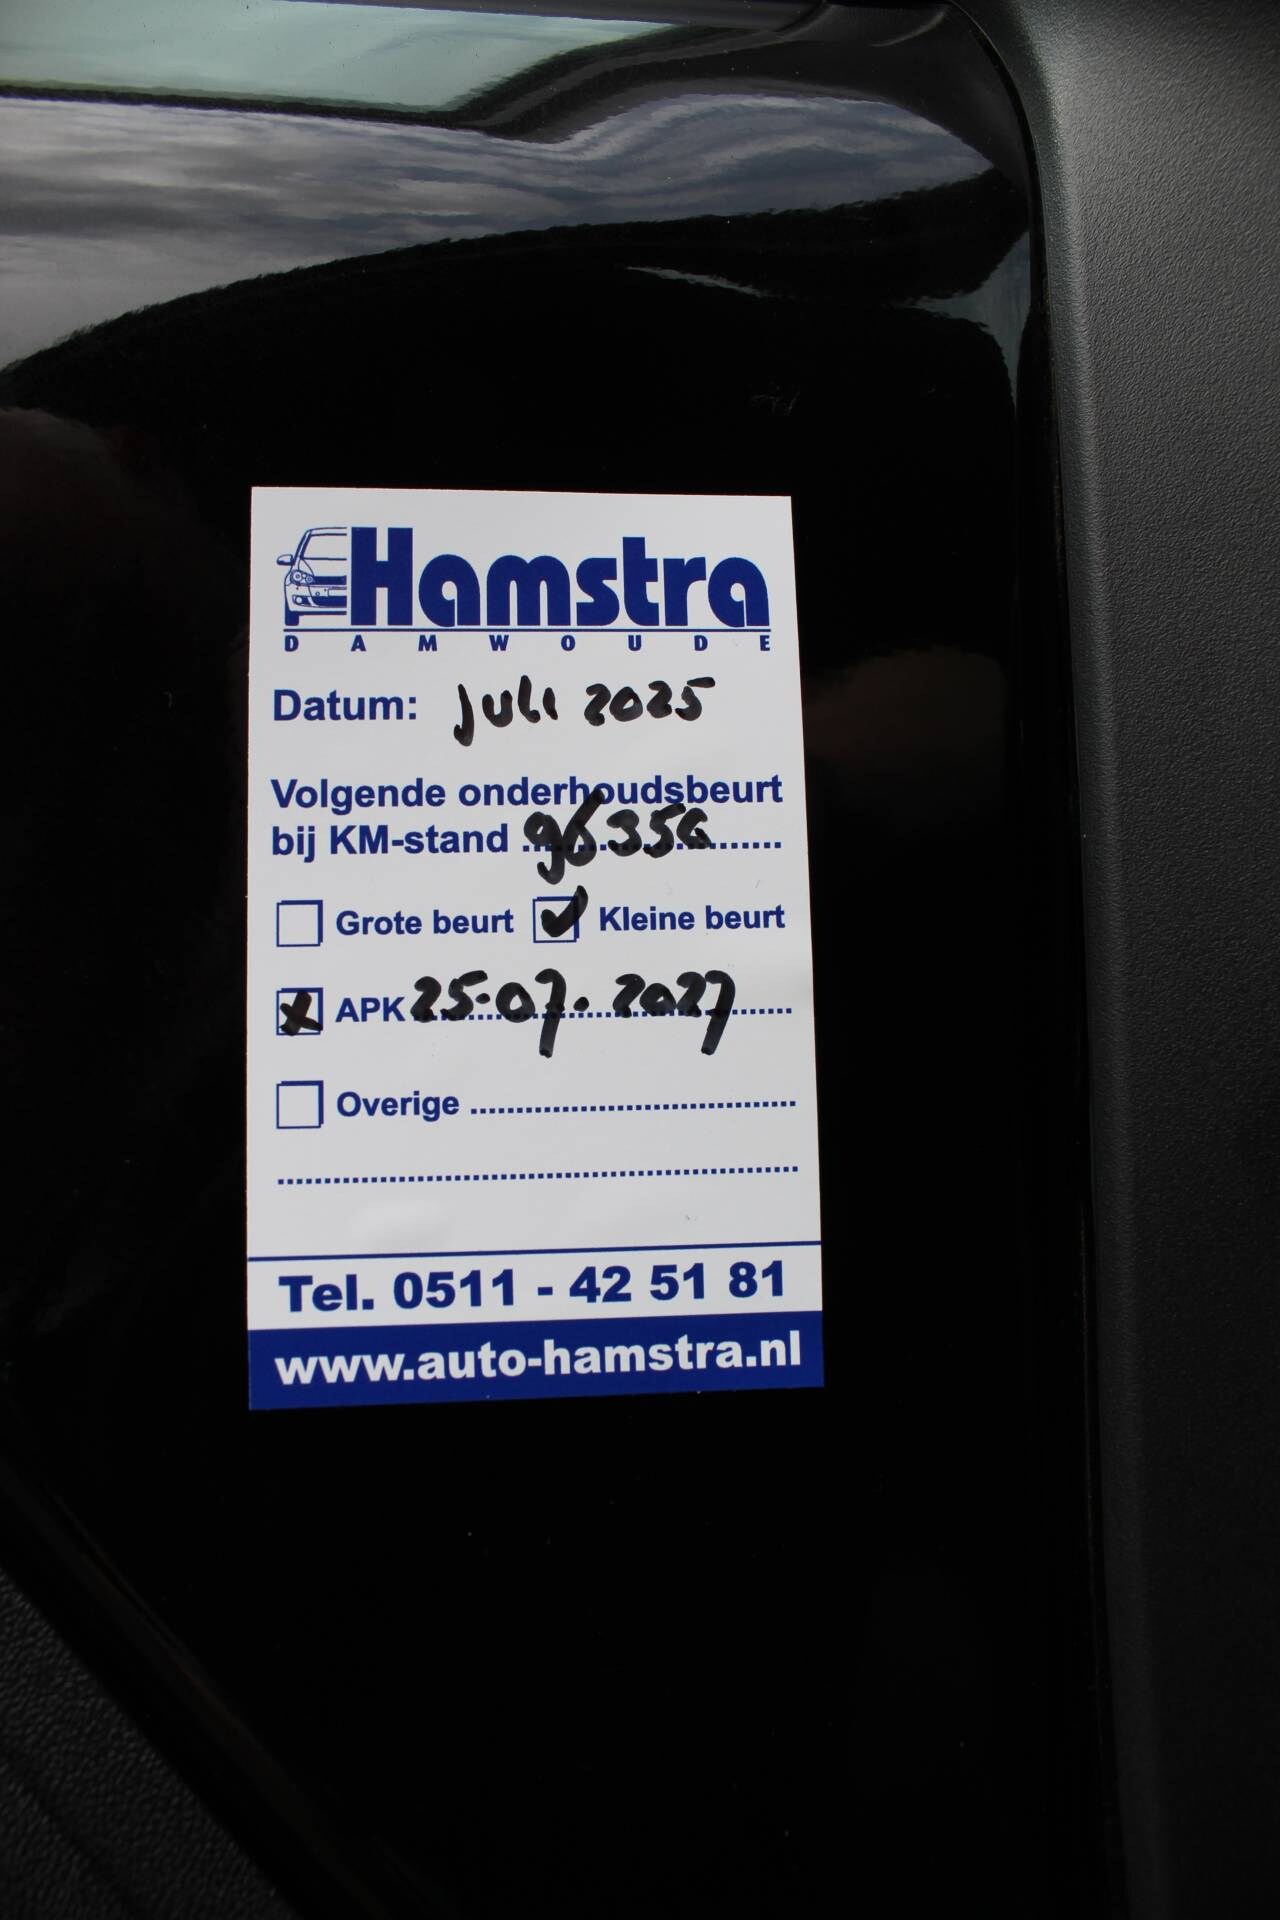 Hamstra
DAMWOUDE
Datum: juli 2025
Volgende onderhoudsbeurt
bij KM-stand 96356
Grote beurt Kleine beurt
APK 25.07.2027
Overige
Tel. 0511 - 42 51 81
www.auto-hamstra.nl